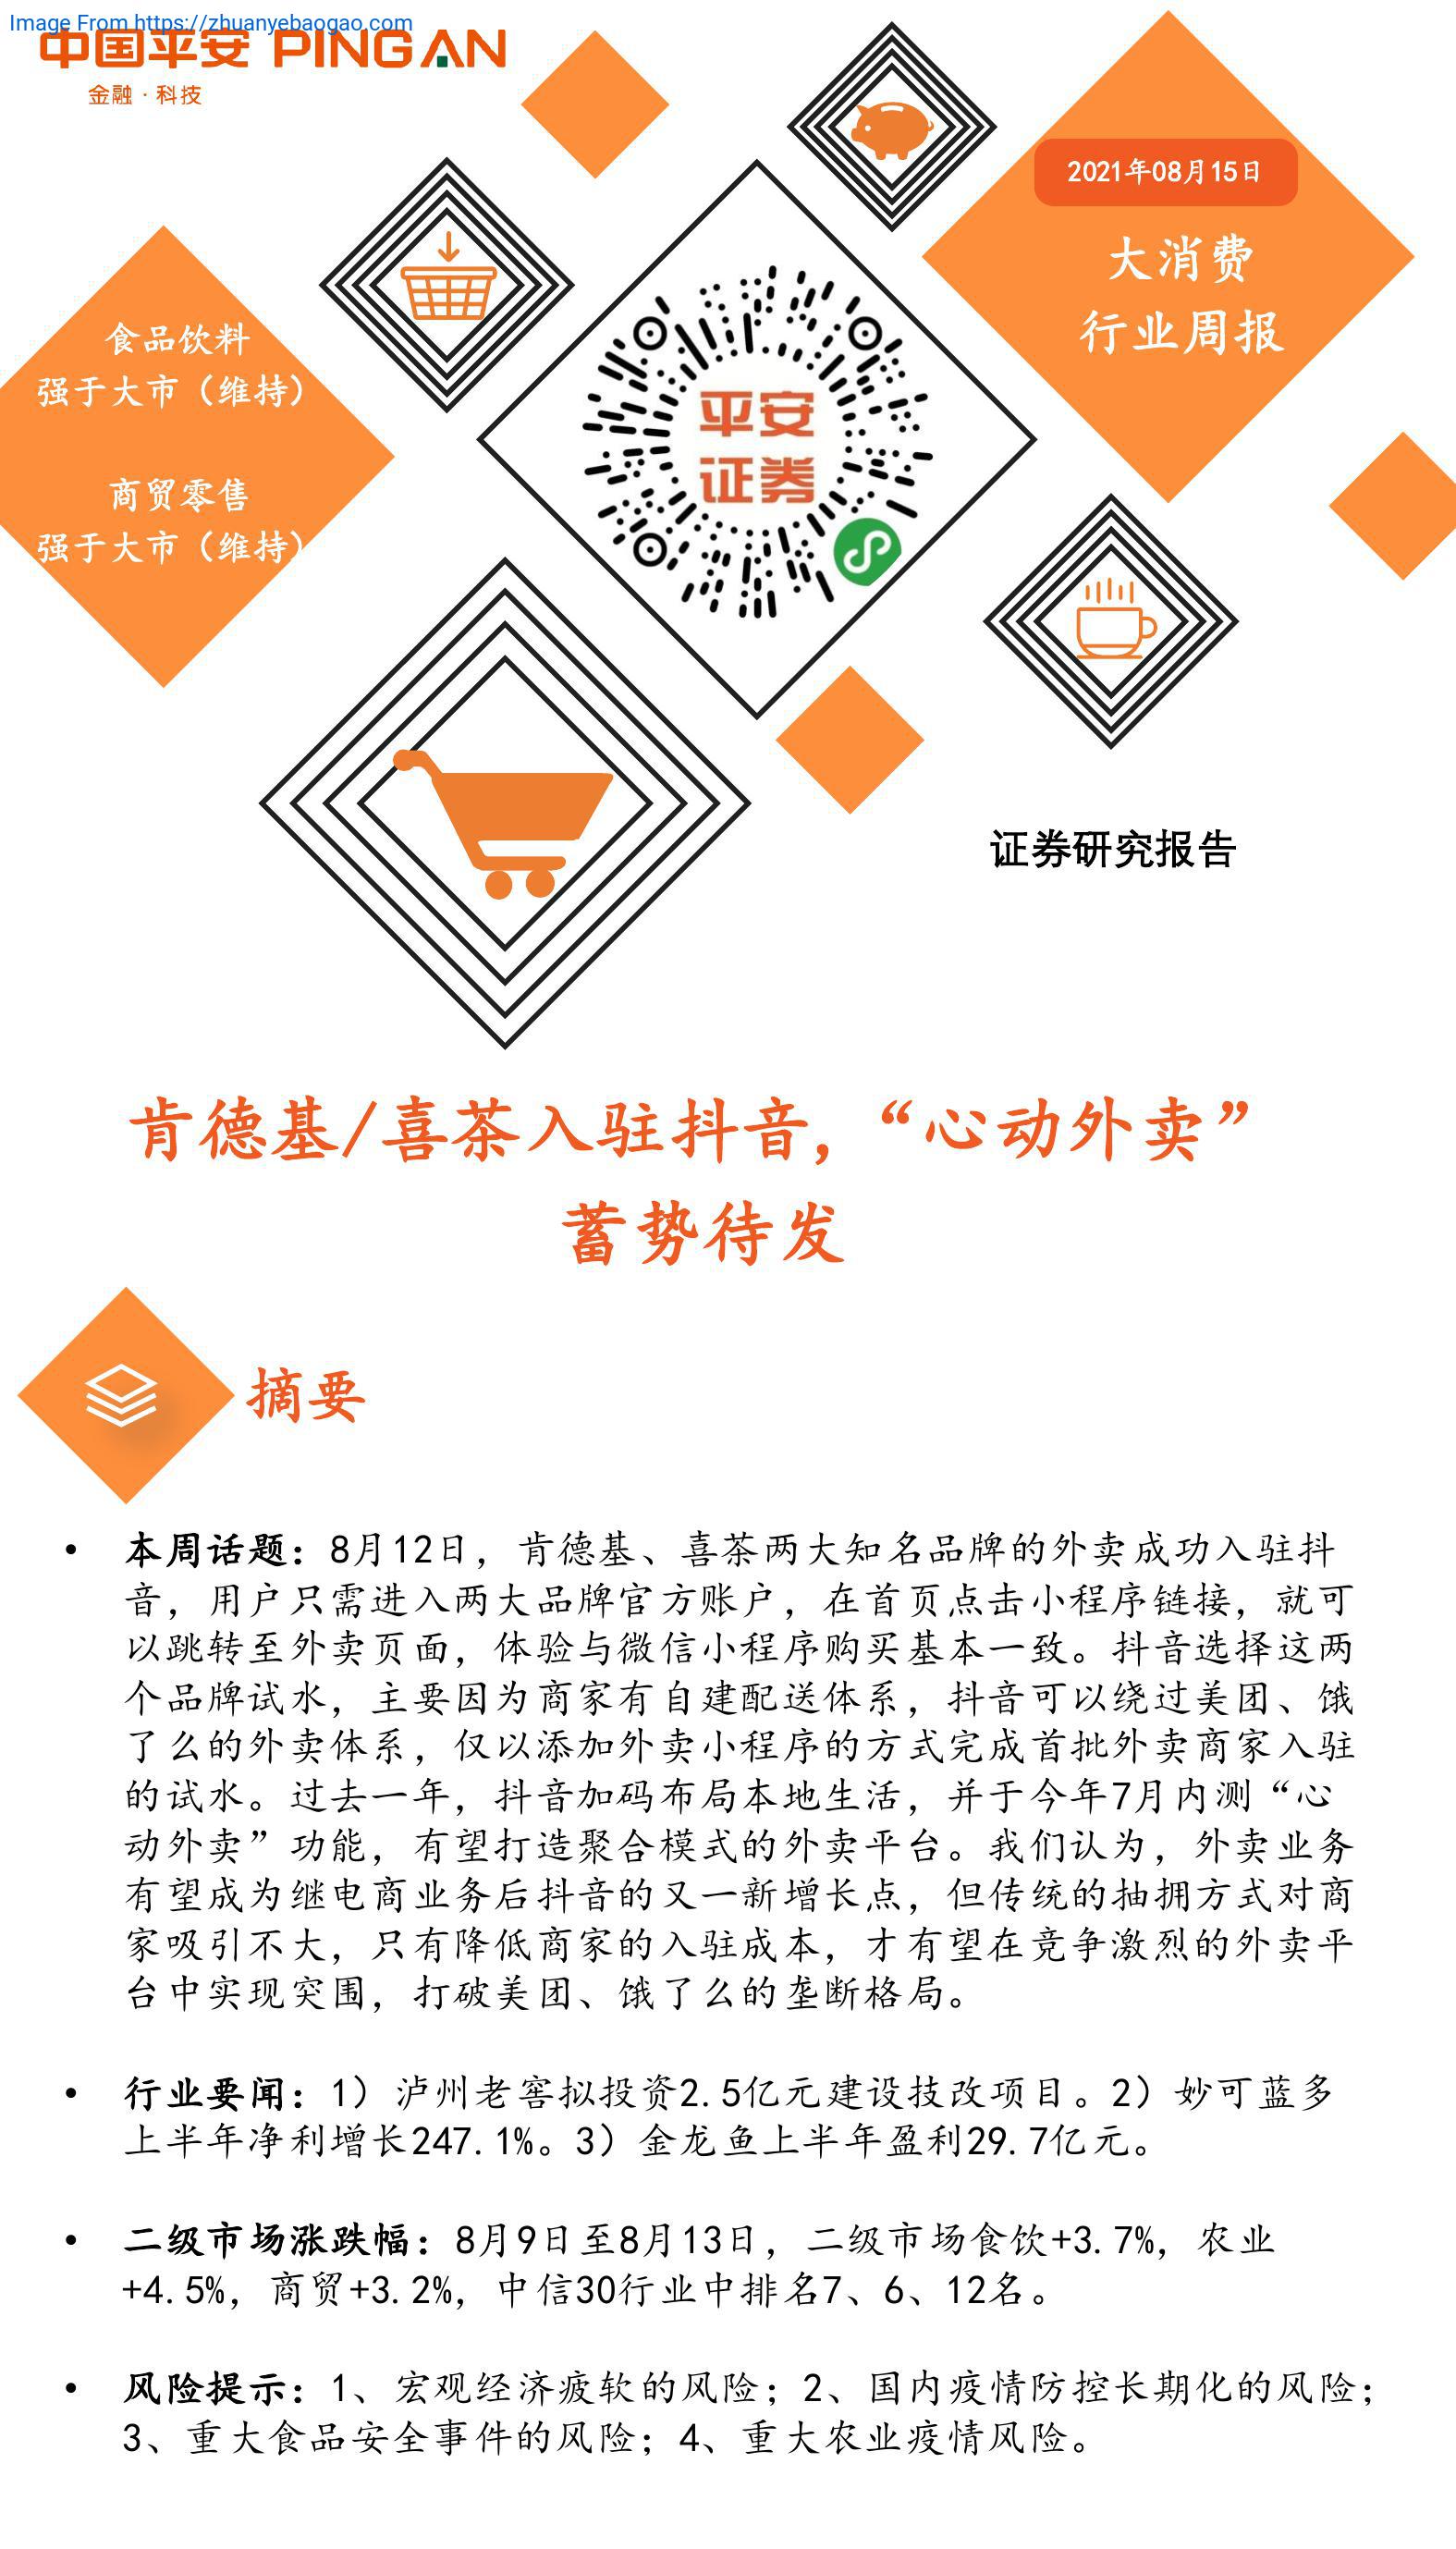 Image From https://zhuanyebaogao.com
中国平安 PING AN
金融·科技
2021年08月15日
大消费
行业周报
食品饮料
强于大市（维持）
商贸零售
强于大市（维持）
平安
证券
证券研究报告
肯德基/喜茶入驻抖音，“心动外卖”
蓄势待发
摘要
• 本周话题：8月12日，肯德基、喜茶两大知名品牌的外卖成功入驻抖
音，用户只需进入两大品牌官方账户，在首页点击小程序链接，就可
以跳转至外卖页面，体验与微信小程序购买基本一致。抖音选择这两
个品牌试水，主要因为商家有自建配送体系，抖音可以绕过美团、饿
了么的外卖体系，仅以添加外卖小程序的方式完成首批外卖商家入驻
的试水。过去一年，抖音加码布局本地生活，并于今年7月内测“心
动外卖”功能，有望打造聚合模式的外卖平台。我们认为，外卖业务
有望成为继电商业务后抖音的又一新增长点，但传统的抽拥方式对商
家吸引不大，只有降低商家的入驻成本，才有望在竞争激烈的外卖平
台中实现突围，打破美团、饿了么的垄断格局。
• 行业要闻：1）泸州老窖拟投资2.5亿元建设技改项目。2）妙可蓝多
上半年净利增长247.1%。3）金龙鱼上半年盈利29.7亿元。
• 二级市场涨跌幅：8月9日至8月13日，二级市场食饮+3.7%，农业
+4.5%，商贸+3.2%，中信30行业中排名7、6、12名。
• 风险提示：1、宏观经济疲软的风险；2、国内疫情防控长期化的风险；
3、重大食品安全事件的风险；4、重大农业疫情风险。